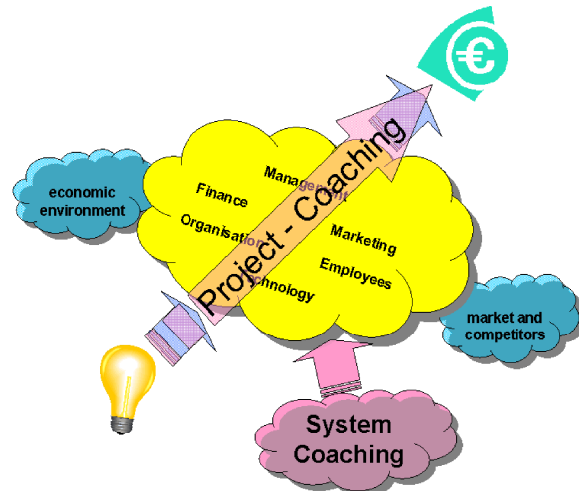 €
Project - Coaching
Management
Finance
economic
environment
Organisation
Marketing
Technology
Employees
market and
competitors
System
Coaching